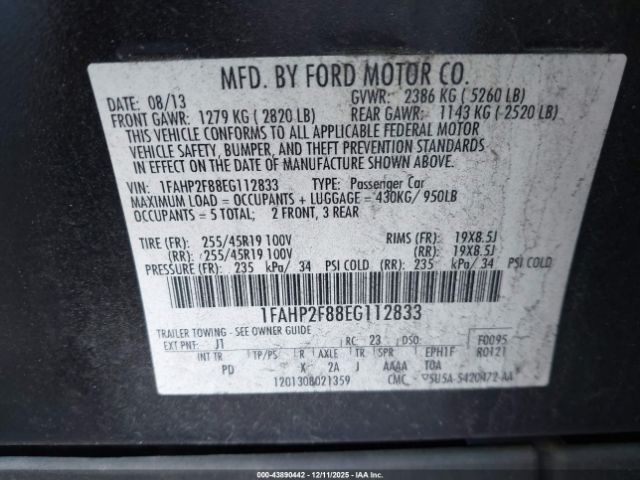 MFD. BY FORD MOTOR CO.
DATE: 08/13 GVWR: 2386 KG ( 5260 LB)
FRONT GAWR: 1279 KG ( 2820 LB) REAR GAWR: 1143 KG ( 2520 LB)
THIS VEHICLE CONFORMS TO ALL APPLICABLE FEDERAL MOTOR
VEHICLE SAFETY, BUMPER, AND THEFT PREVENTION STANDARDS
IN EFFECT ON THE DATE OF MANUFACTURE SHOWN ABOVE.
VIN: 1FAHP2F88EG112833 TYPE: Passenger Car
MAXIMUM LOAD = OCCUPANTS + LUGGAGE = 430KG/ 950LB
OCCUPANTS = 5 TOTAL; 2 FRONT, 3 REAR
TIRE (FR): 255/45R19 100V RIMS (FR): 19X8.5J
(RR): 255/45R19 100V (RR): 19X8.5J
PRESSURE (FR): 235 kPa/ 34 PSI COLD (RR): 235 kPa/ 34 PSI COLD
1FAHP2F88EG112833
TRAILER TOWING - SEE OWNER GUIDE
EXT PNT: J1 RC: 23 DSO: F0095
INT TR TP/PS R AXLE TR SPR EPH1F R0121
PD X 2A J AAAA T0A
1201308021359 CMC
43890442 - 12/11/2025 - IAA, Inc.